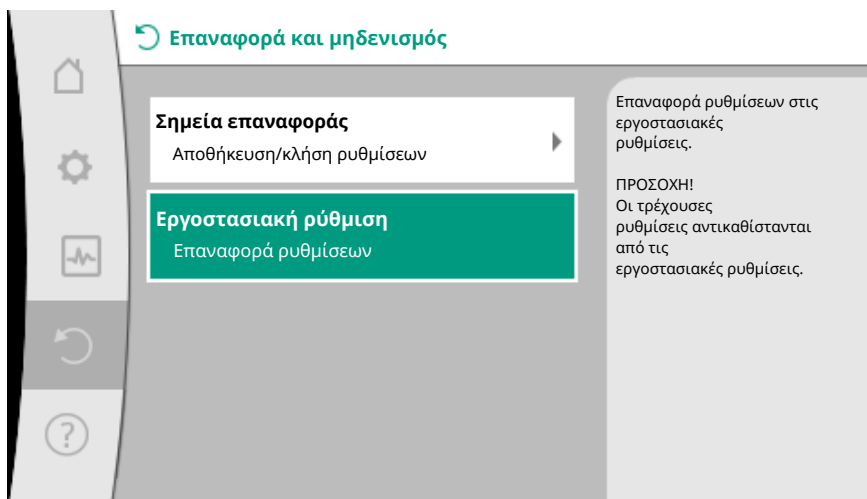 Επαναφορά και μηδενισμός
Σημεία επαναφοράς
Αποθήκευση/κλήση ρυθμίσεων
Εργοστασιακή ρύθμιση
Επαναφορά ρυθμίσεων
Επαναφορά ρυθμίσεων στις
εργοστασιακές
ρυθμίσεις.
ΠΡΟΣΟΧΗ!
Οι τρέχουσες
ρυθμίσεις αντικαθίστανται
από τις
εργοστασιακές ρυθμίσεις.
?